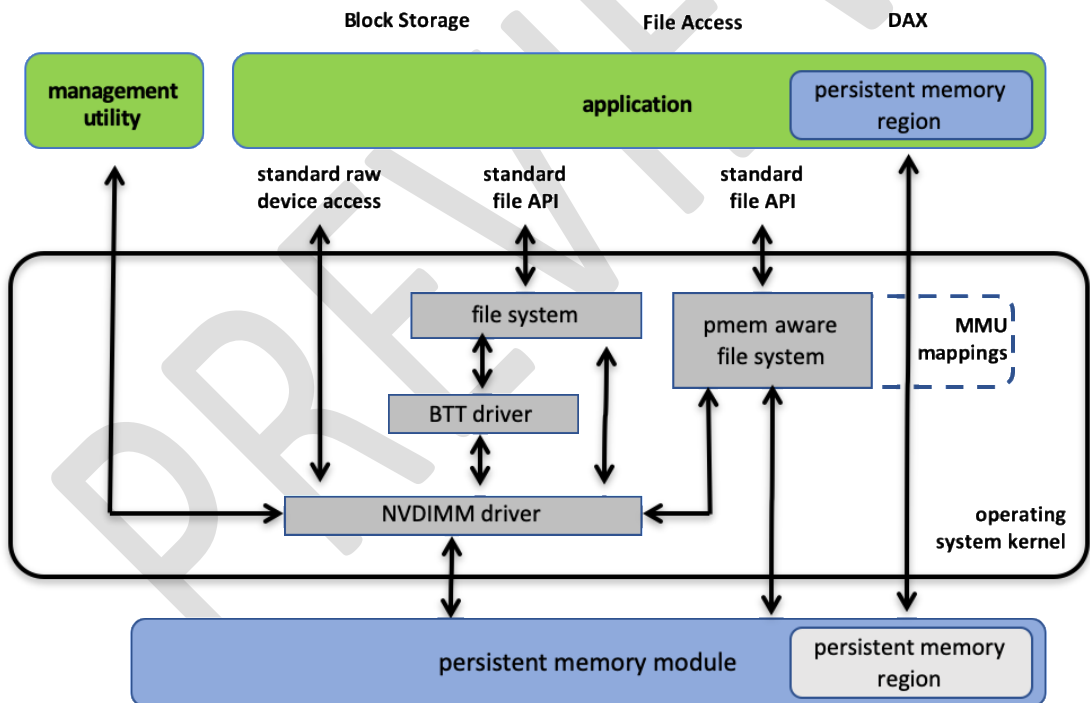 Block Storage
File Access
DAX
management
utility
application
persistent memory
region
standard raw
device access
standard
file API
standard
file API
file system
pmem aware
file system
MMU
mappings
BTT driver
NVDIMM driver
operating
system kernel
persistent memory module
persistent memory
region
PREVIEW